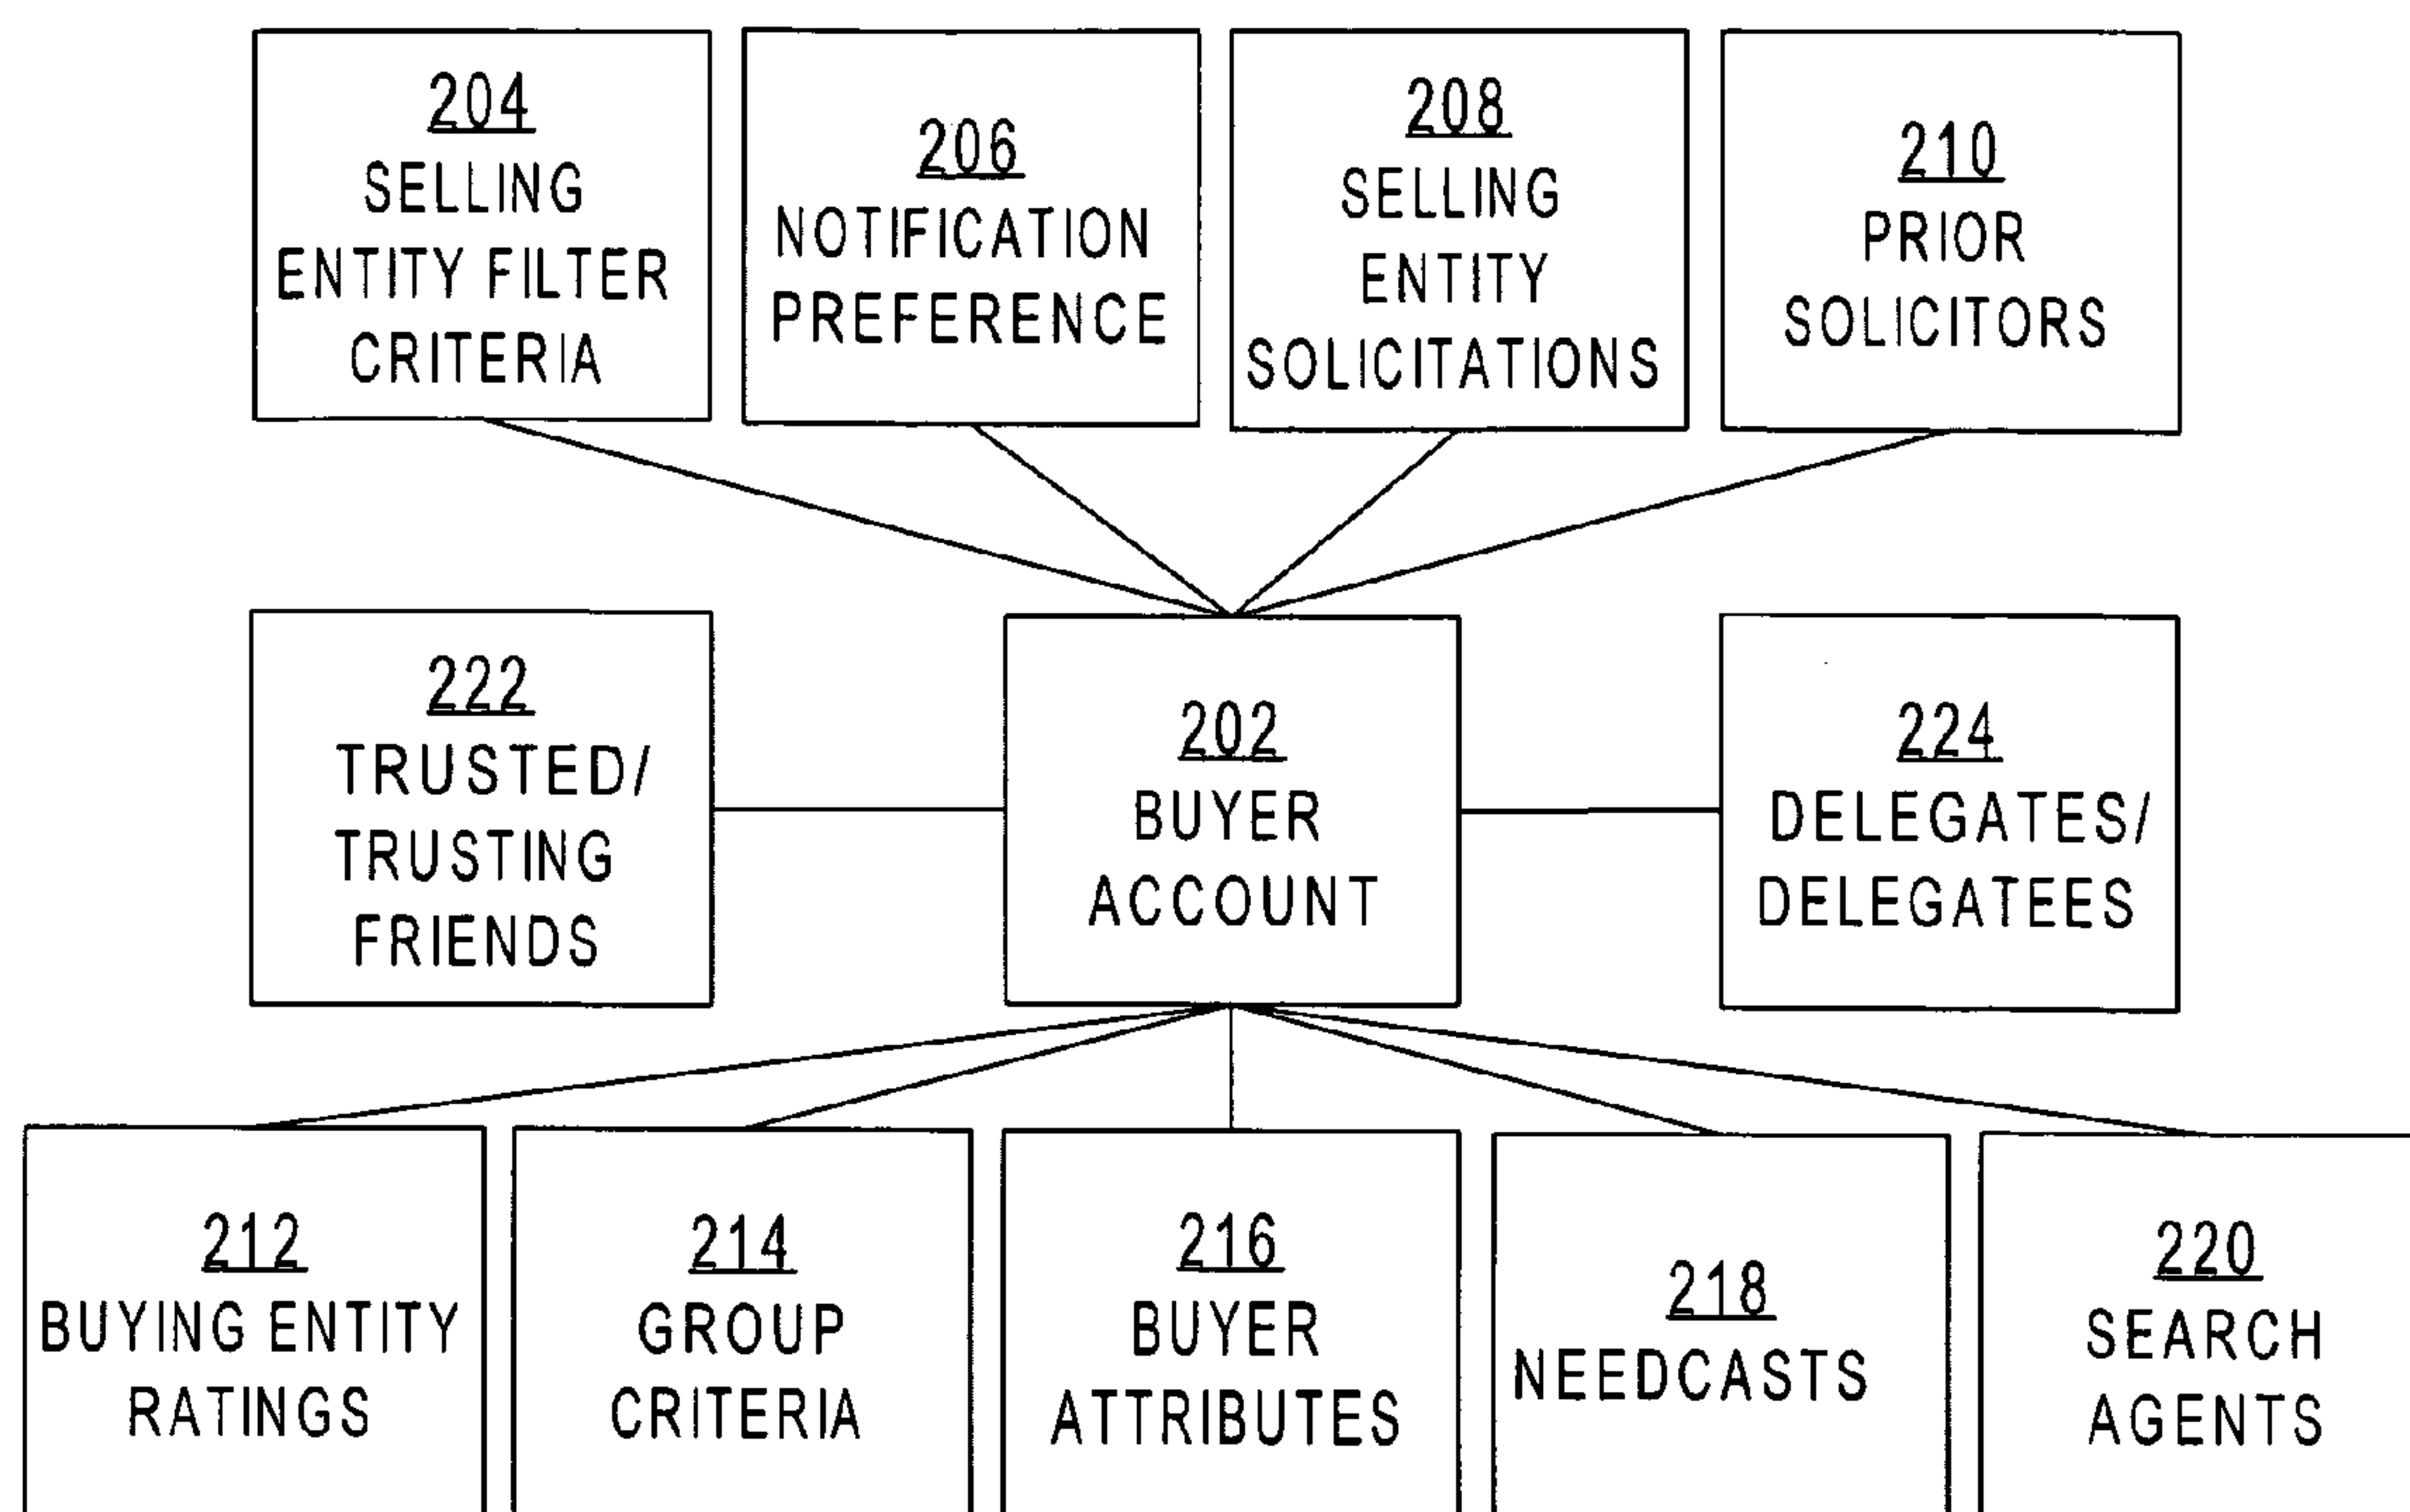 204
SELLING
ENTITY FILTER
CRITERIA
206
NOTIFICATION
PREFERENCE
208
SELLING
ENTITY
SOLICITATIONS
210
PRIOR
SOLICITORS
222
TRUSTED/
TRUSTING
FRIENDS
202
BUYER
ACCOUNT
224
DELEGATES/
DELEGATEES
212
BUYING ENTITY
RATINGS
214
GROUP
CRITERIA
216
BUYER
ATTRIBUTES
218
NEEDCASTS
220
SEARCH
AGENTS